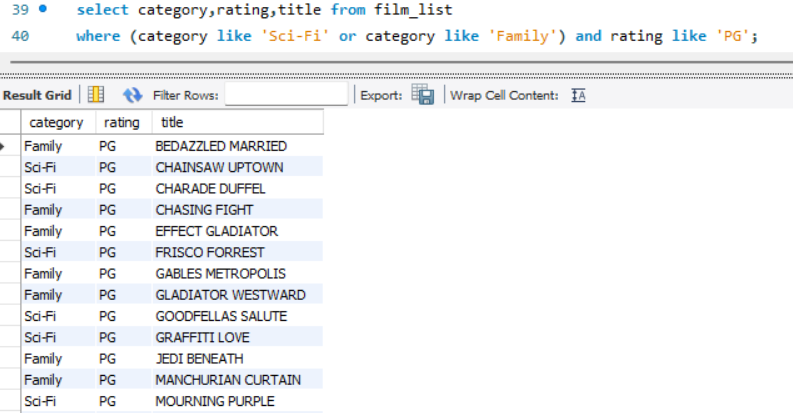 39 select category,rating,title from film_list
40 where (category like 'Sci-Fi' or category like 'Family') and rating like 'PG';
Result Grid Filter Rows: Export: Wrap Cell Content: IA
category rating title
Family PG BEDAZZLED MARRIED
Sci-Fi PG CHAINSAW UPTOWN
Sci-Fi PG CHARADE DUFFEL
Family PG CHASING FIGHT
Family PG EFFECT GLADIATOR
Sci-Fi PG FRISCO FORREST
Family PG GABLES METROPOLIS
Family PG GLADIATOR WESTWARD
Sci-Fi PG GOODFELLAS SALUTE
Sci-Fi PG GRAFFITI LOVE
Family PG JEDI BENEATH
Family PG MANCHURIAN CURTAIN
Sci-Fi PG MOURNING PURPLE